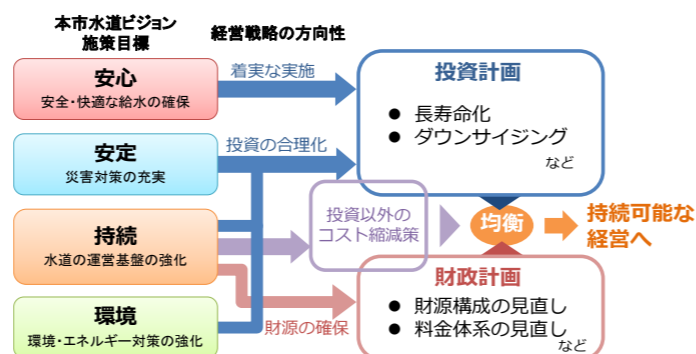 本市水道ビジョン
施策目標
経営戦略の方向性
安心
安全・快適な給水の確保
着実な実施
投資計画
● 長寿命化
● ダウンサイジング
など
安定
災害対策の充実
投資の合理化
持続
水道の運営基盤の強化
投資以外の
コスト縮減策
均衡
持続可能な
経営へ
財政計画
● 財源構成の見直し
● 料金体系の見直し
など
環境
環境・エネルギー対策の強化
財源の確保